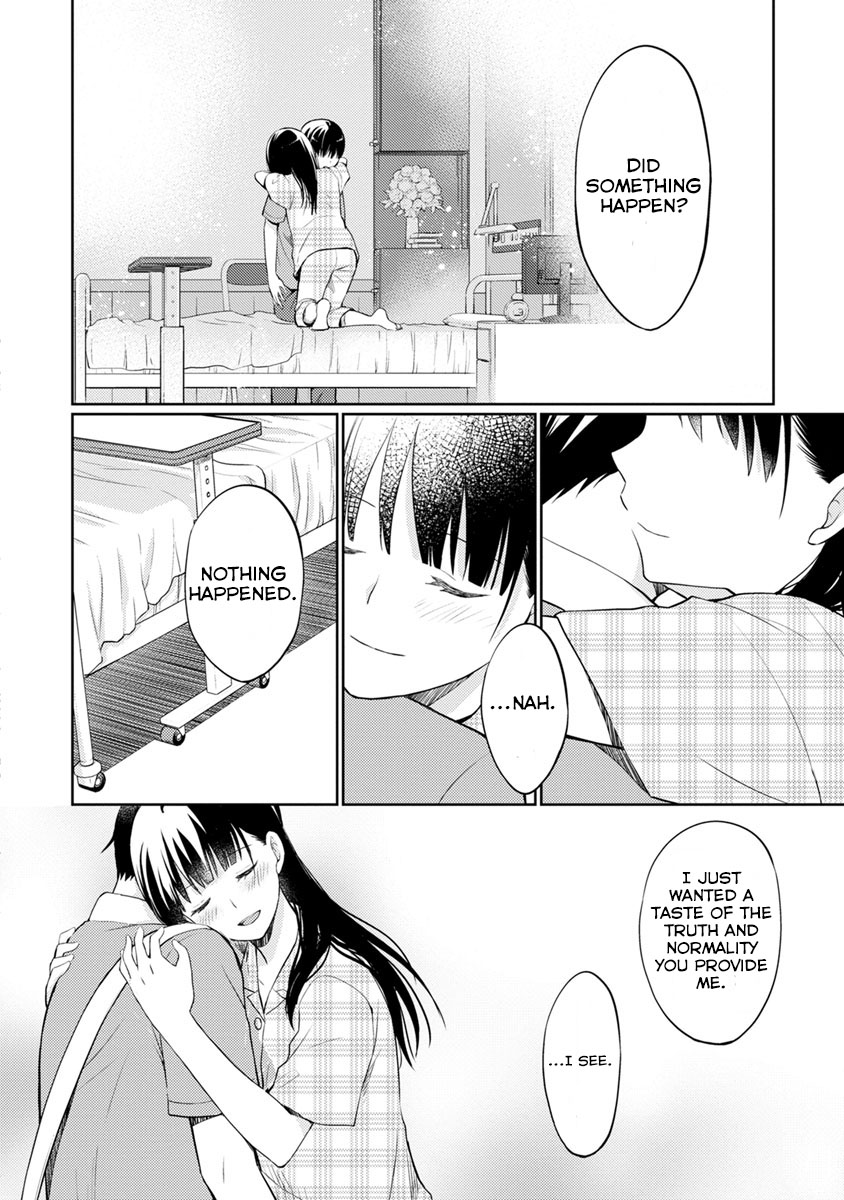 DID
SOMETHING
HAPPEN?
...NAH.
NOTHING
HAPPENED.
I JUST
WANTED A
TASTE OF THE
TRUTH AND
NORMALITY
YOU PROVIDE
ME.
...I SEE.